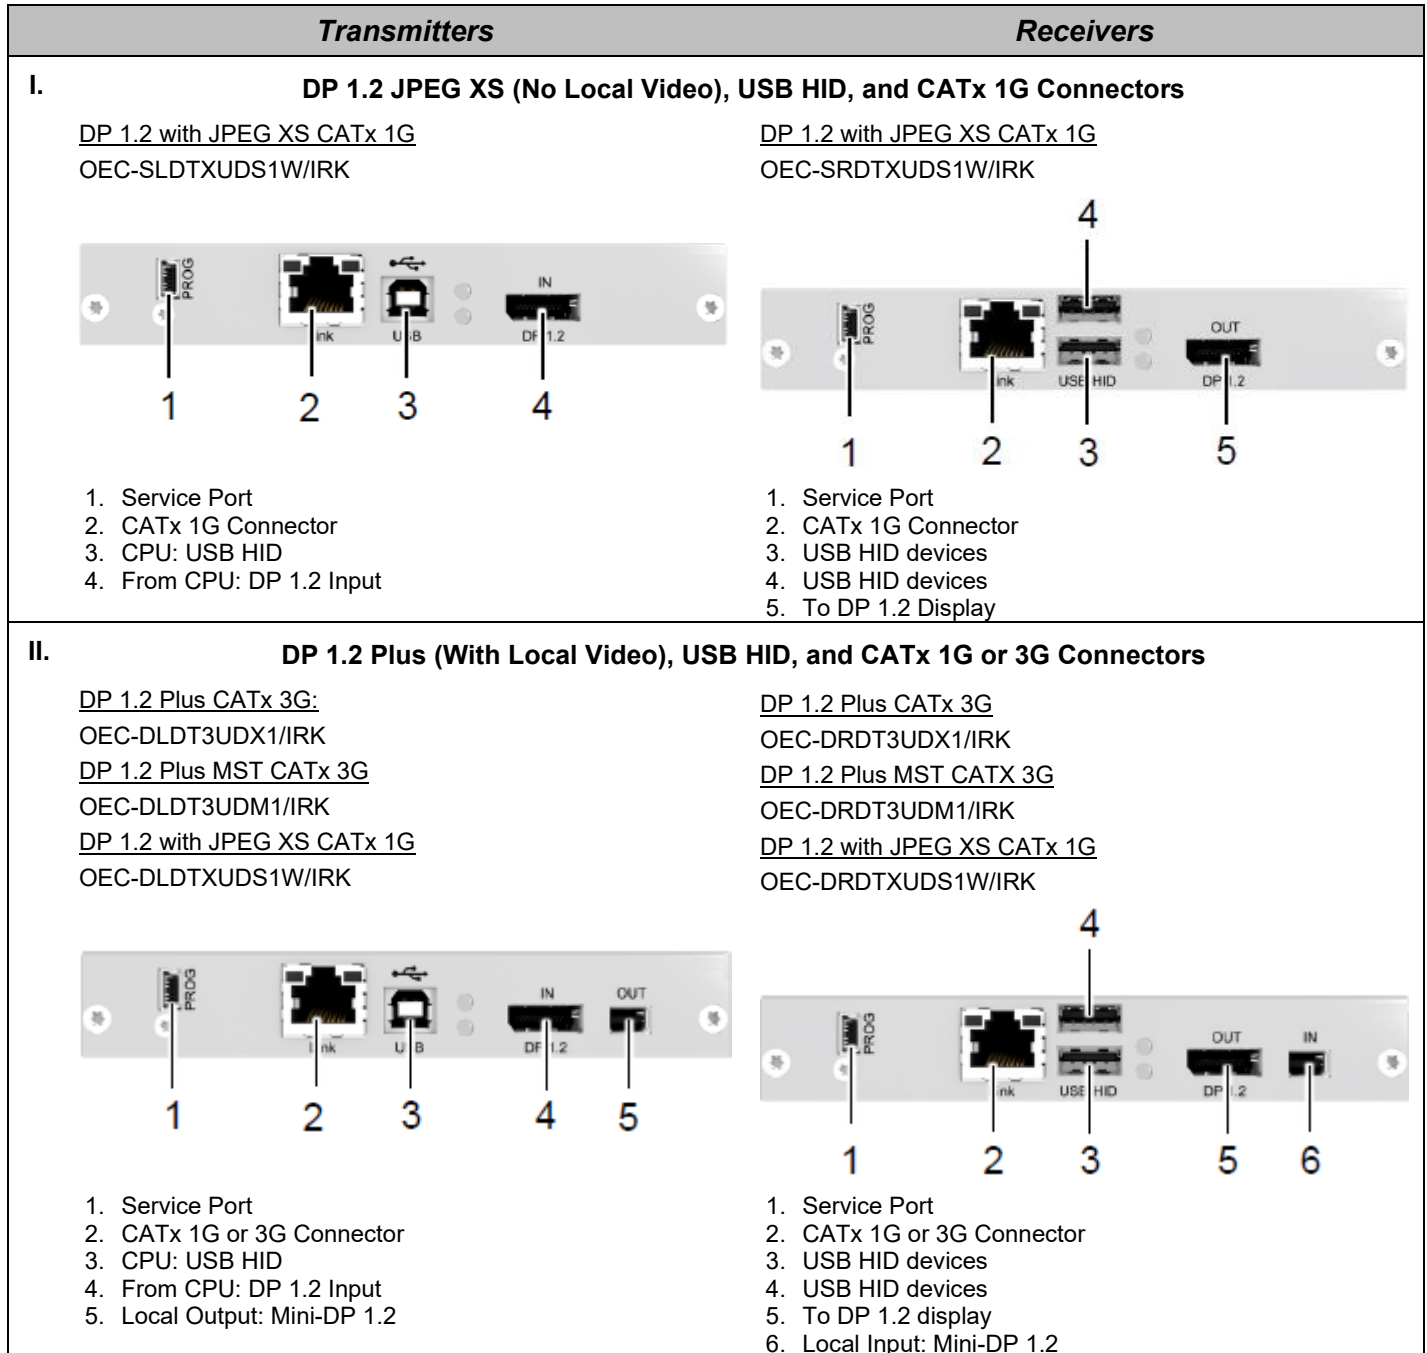 Transmitters
Receivers
I.
DP 1.2 JPEG XS (No Local Video), USB HID, and CATx 1G Connectors
DP 1.2 with JPEG XS CATx 1G
OEC-SLDTXUDS1W/IRK
PROG
Link
USB
IN
DP 1.2
1
2
3
4
1. Service Port
2. CATx 1G Connector
3. CPU: USB HID
4. From CPU: DP 1.2 Input
DP 1.2 with JPEG XS CATx 1G
OEC-SRDTXUDS1W/IRK
4
PROG
Link
USB HID
OUT
DP 1.2
1
2
3
5
1. Service Port
2. CATx 1G Connector
3. USB HID devices
4. USB HID devices
5. To DP 1.2 Display
II.
DP 1.2 Plus (With Local Video), USB HID, and CATx 1G or 3G Connectors
DP 1.2 Plus CATx 3G:
OEC-DLDT3UDX1/IRK
DP 1.2 Plus MST CATx 3G
OEC-DLDT3UDM1/IRK
DP 1.2 with JPEG XS CATx 1G
OEC-DLDTXUDS1W/IRK
PROG
Link
USB
IN
DP 1.2
OUT
1
2
3
4
5
1. Service Port
2. CATx 1G or 3G Connector
3. CPU: USB HID
4. From CPU: DP 1.2 Input
5. Local Output: Mini-DP 1.2
DP 1.2 Plus CATx 3G
OEC-DRDT3UDX1/IRK
DP 1.2 Plus MST CATX 3G
OEC-DRDT3UDM1/IRK
DP 1.2 with JPEG XS CATx 1G
OEC-DRDTXUDS1W/IRK
4
PROG
Link
USB HID
OUT
DP 1.2
IN
1
2
3
5
6
1. Service Port
2. CATx 1G or 3G Connector
3. USB HID devices
4. USB HID devices
5. To DP 1.2 display
6. Local Input: Mini-DP 1.2